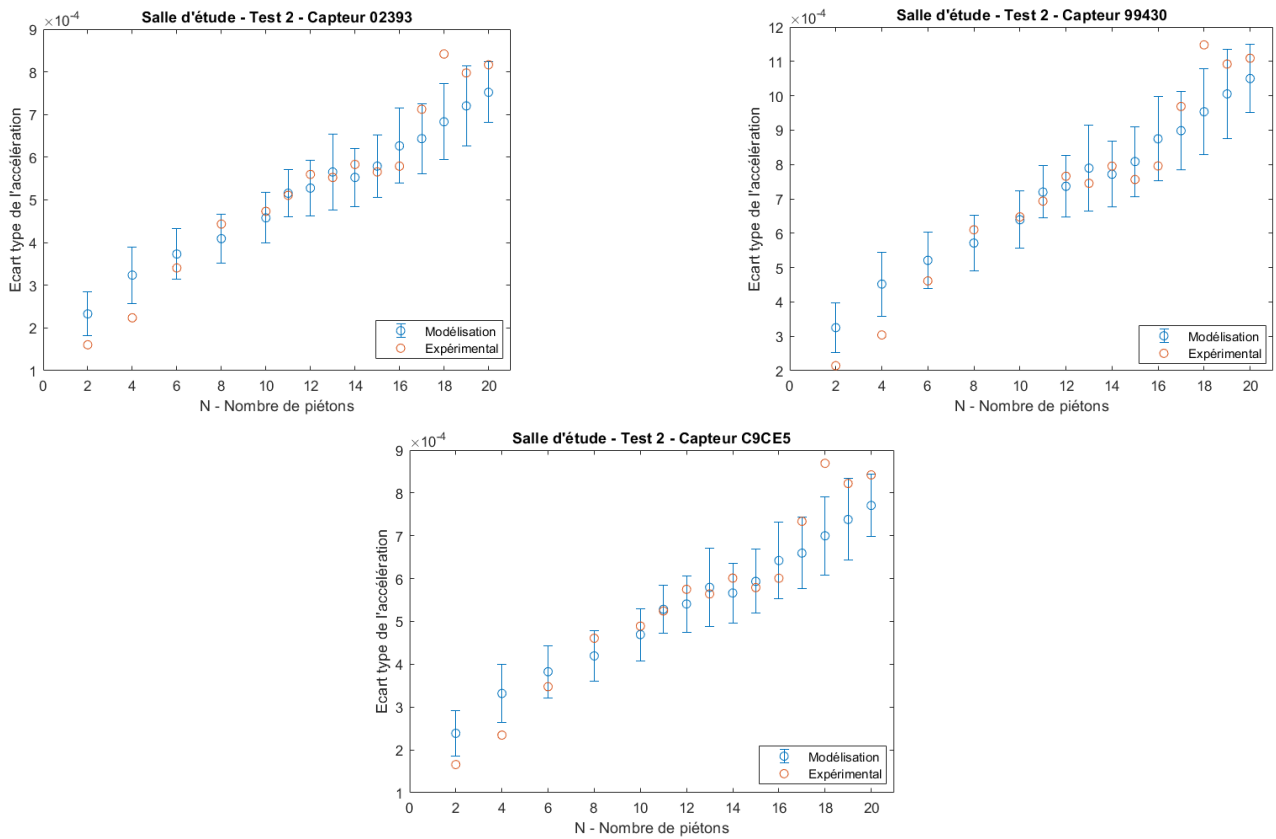 Salle d'étude - Test 2 - Capteur 02393
×10⁻⁴
9
8
7
6
5
4
3
2
1
Ecart type de l'accélération
0 2 4 6 8 10 12 14 16 18 20
N - Nombre de piétons
Modélisation
Expérimental
Salle d'étude - Test 2 - Capteur 99430
×10⁻⁴
12
11
10
9
8
7
6
5
4
3
2
Ecart type de l'accélération
0 2 4 6 8 10 12 14 16 18 20
N - Nombre de piétons
Modélisation
Expérimental
Salle d'étude - Test 2 - Capteur C9CE5
×10⁻⁴
9
8
7
6
5
4
3
2
1
Ecart type de l'accélération
0 2 4 6 8 10 12 14 16 18 20
N - Nombre de piétons
Modélisation
Expérimental